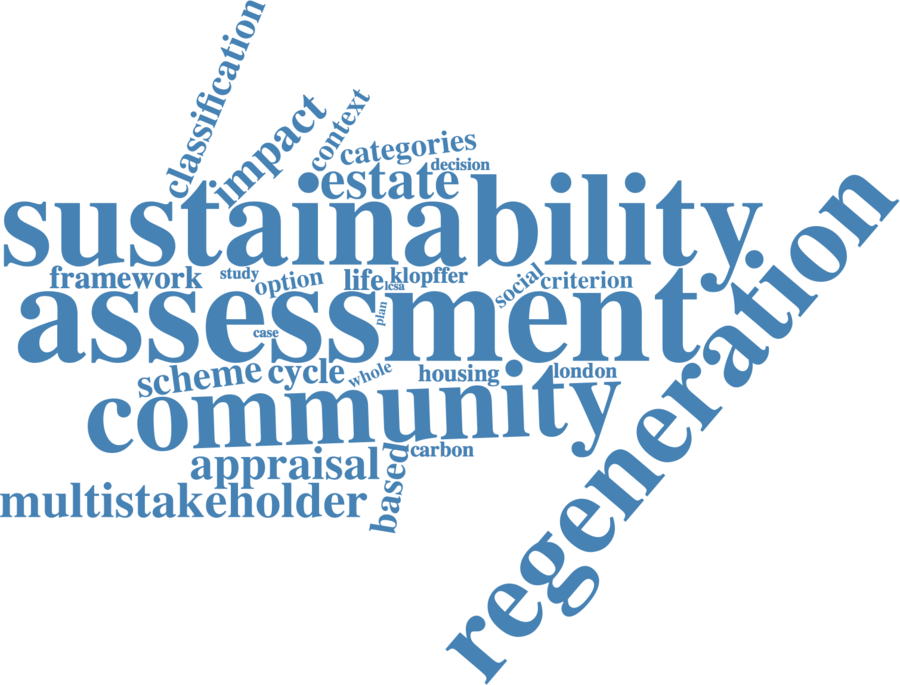 classification
impact
context
categories
decision
estate
sustainability
regeneration
framework
study
option
life
klopffer
lcsa
social
criterion
plan
assessment
case
scheme
cycle
whole
housing
london
community
carbon
appraisal
based
multistakeholder